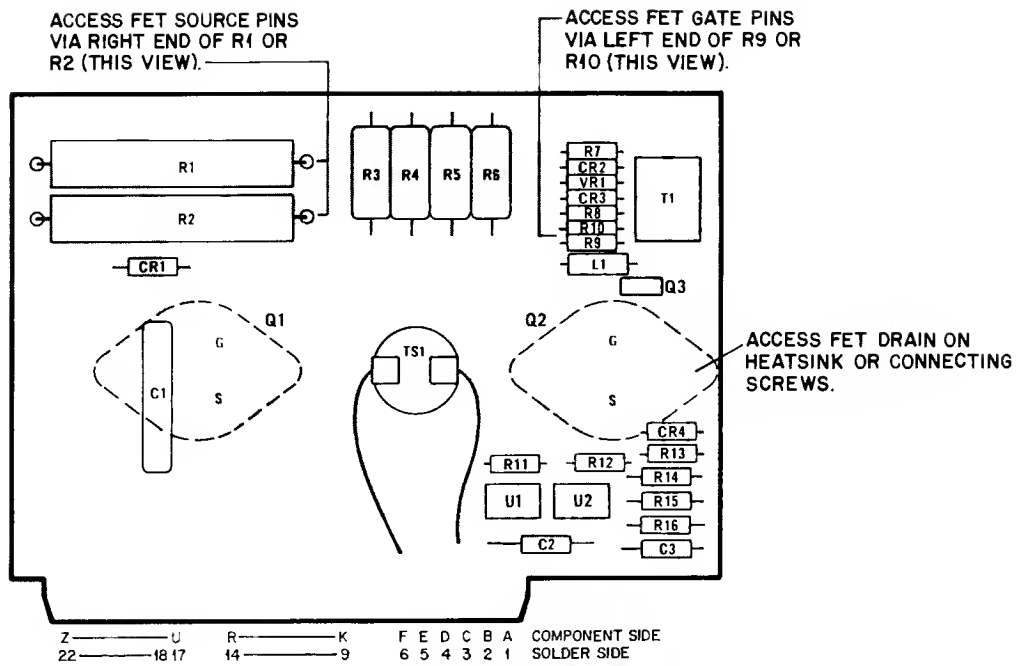 ACCESS FET SOURCE PINS
VIA RIGHT END OF R1 OR
R2 (THIS VIEW).
ACCESS FET GATE PINS
VIA LEFT END OF R9 OR
R10 (THIS VIEW).
R1
R2
R3 R4 R5 R6
R7
CR2
VR1
CR3
R8
R10
R9
L1
T1
Q3
CR1
Q1
G
S
C1
TS1
Q2
G
S
ACCESS FET DRAIN ON
HEATSINK OR CONNECTING
SCREWS.
CR4
R13
R14
R15
R16
C3
R11 R12
U1 U2
C2
Z U R K F E D C B A COMPONENT SIDE
22 18 17 14 9 6 5 4 3 2 1 SOLDER SIDE